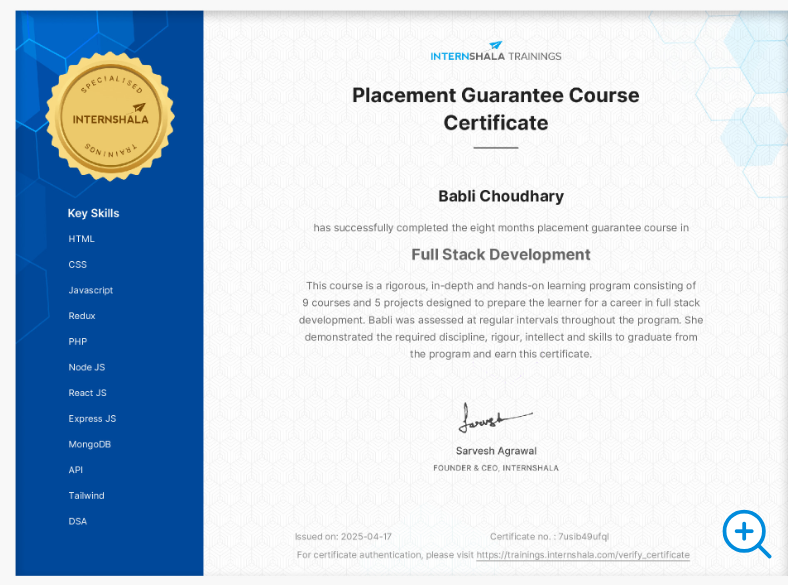 SPECIALISED
INTERNSHALA
TRAININGS
Key Skills
HTML
CSS
Javascript
Redux
PHP
Node JS
React JS
Express JS
MongoDB
API
Tailwind
DSA
INTERNSHALA TRAININGS
Placement Guarantee Course
Certificate
Babli Choudhary
has successfully completed the eight months placement guarantee course in
Full Stack Development
This course is a rigorous, in-depth and hands-on learning program consisting of
9 courses and 5 projects designed to prepare the learner for a career in full stack
development. Babli was assessed at regular intervals throughout the program. She
demonstrated the required discipline, rigour, intellect and skills to graduate from
the program and earn this certificate.
Sarvesh
Sarvesh Agrawal
FOUNDER & CEO, INTERNSHALA
Issued on: 2025-04-17
Certificate no. : 7usib49ufql
For certificate authentication, please visit https://trainings.internshala.com/verify_certificate